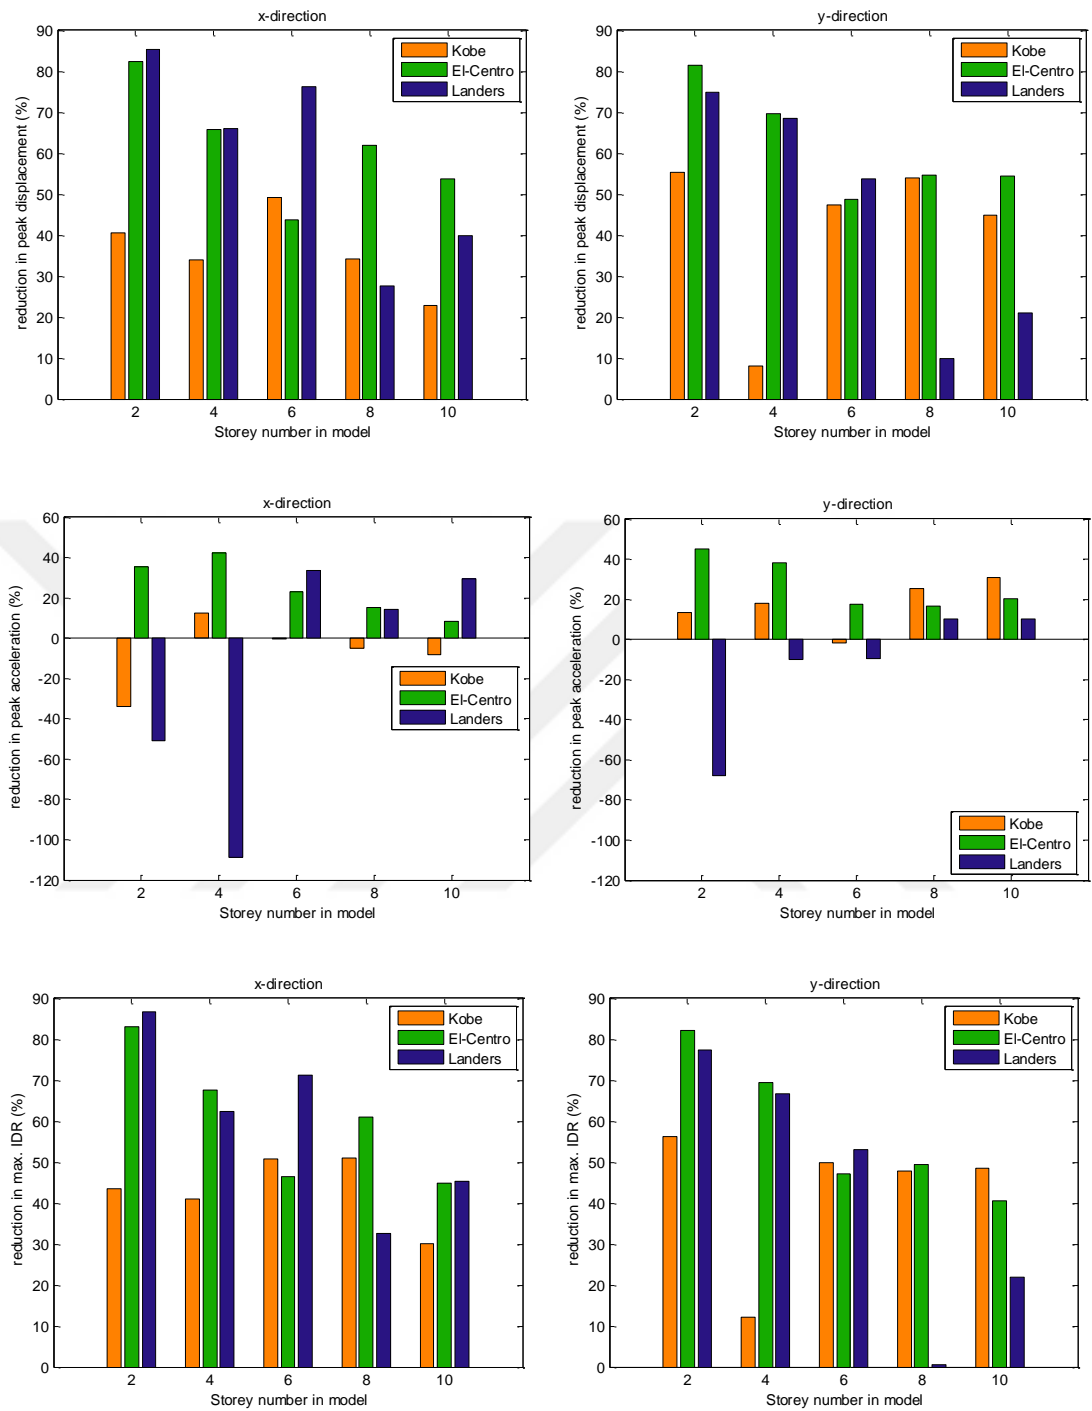 x-direction
90
80
70
60
50
40
30
20
10
0
reduction in peak displacement (%)
Kobe
El-Centro
Landers
2 4 6 8 10
Storey number in model
y-direction
90
80
70
60
50
40
30
20
10
0
reduction in peak displacement (%)
Kobe
El-Centro
Landers
2 4 6 8 10
Storey number in model
x-direction
60
40
20
0
-20
-40
-60
-80
-100
-120
reduction in peak acceleration (%)
Kobe
El-Centro
Landers
2 4 6 8 10
Storey number in model
y-direction
60
40
20
0
-20
-40
-60
-80
-100
-120
reduction in peak acceleration (%)
Kobe
El-Centro
Landers
2 4 6 8 10
Storey number in model
x-direction
90
80
70
60
50
40
30
20
10
0
reduction in max. IDR (%)
Kobe
El-Centro
Landers
2 4 6 8 10
Storey number in model
y-direction
90
80
70
60
50
40
30
20
10
0
reduction in max. IDR (%)
Kobe
El-Centro
Landers
2 4 6 8 10
Storey number in model